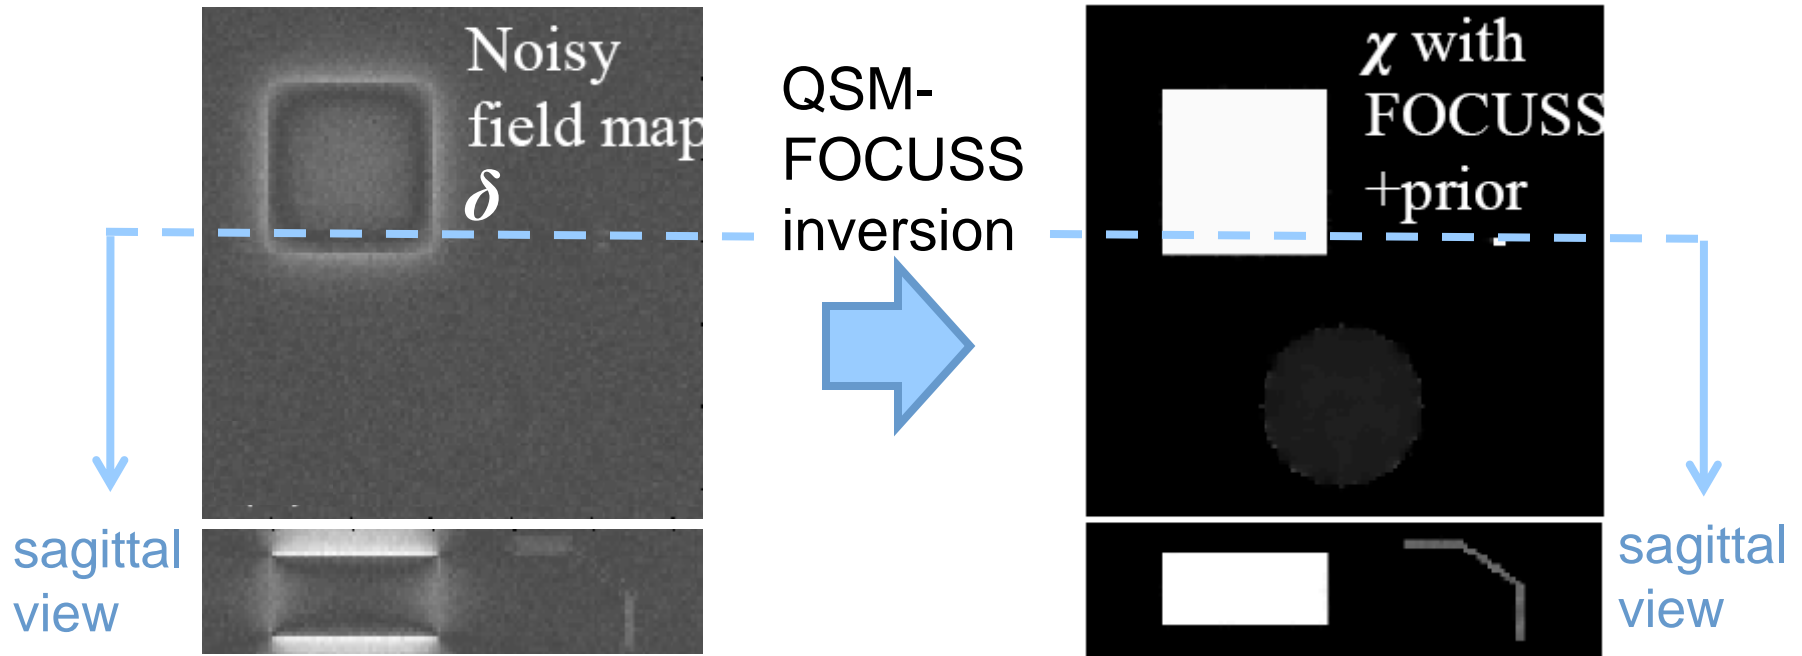 Noisy
field map
δ
QSM-
FOCUSS
inversion
χ with
FOCUSS
+prior
sagittal
view
sagittal
view